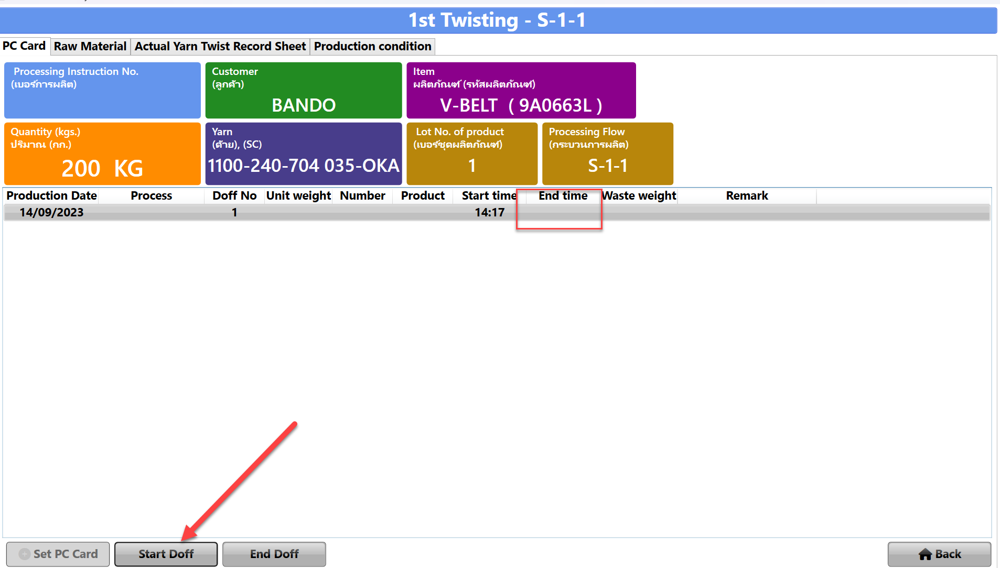 1st Twisting - S-1-1
PC Card Raw Material Actual Yarn Twist Record Sheet Production condition
Processing Instruction No.
(เบอร์การผลิต)
Customer
(ลูกค้า)
BANDO
Item
ผลิตภัณฑ์ (รหัสผลิตภัณฑ์)
V-BELT ( 9A0663L )
Quantity (kgs.)
ปริมาณ (กก.)
200 KG
Yarn
(ด้าย), (SC)
1100-240-704 035-OKA
Lot No. of product
(เบอร์ชุดผลิตภัณฑ์)
1
Processing Flow
(กระบวนการผลิต)
S-1-1
Production Date Process Doff No Unit weight Number Product Start time End time Waste weight Remark
14/09/2023 1 14:17
Set PC Card Start Doff End Doff Back